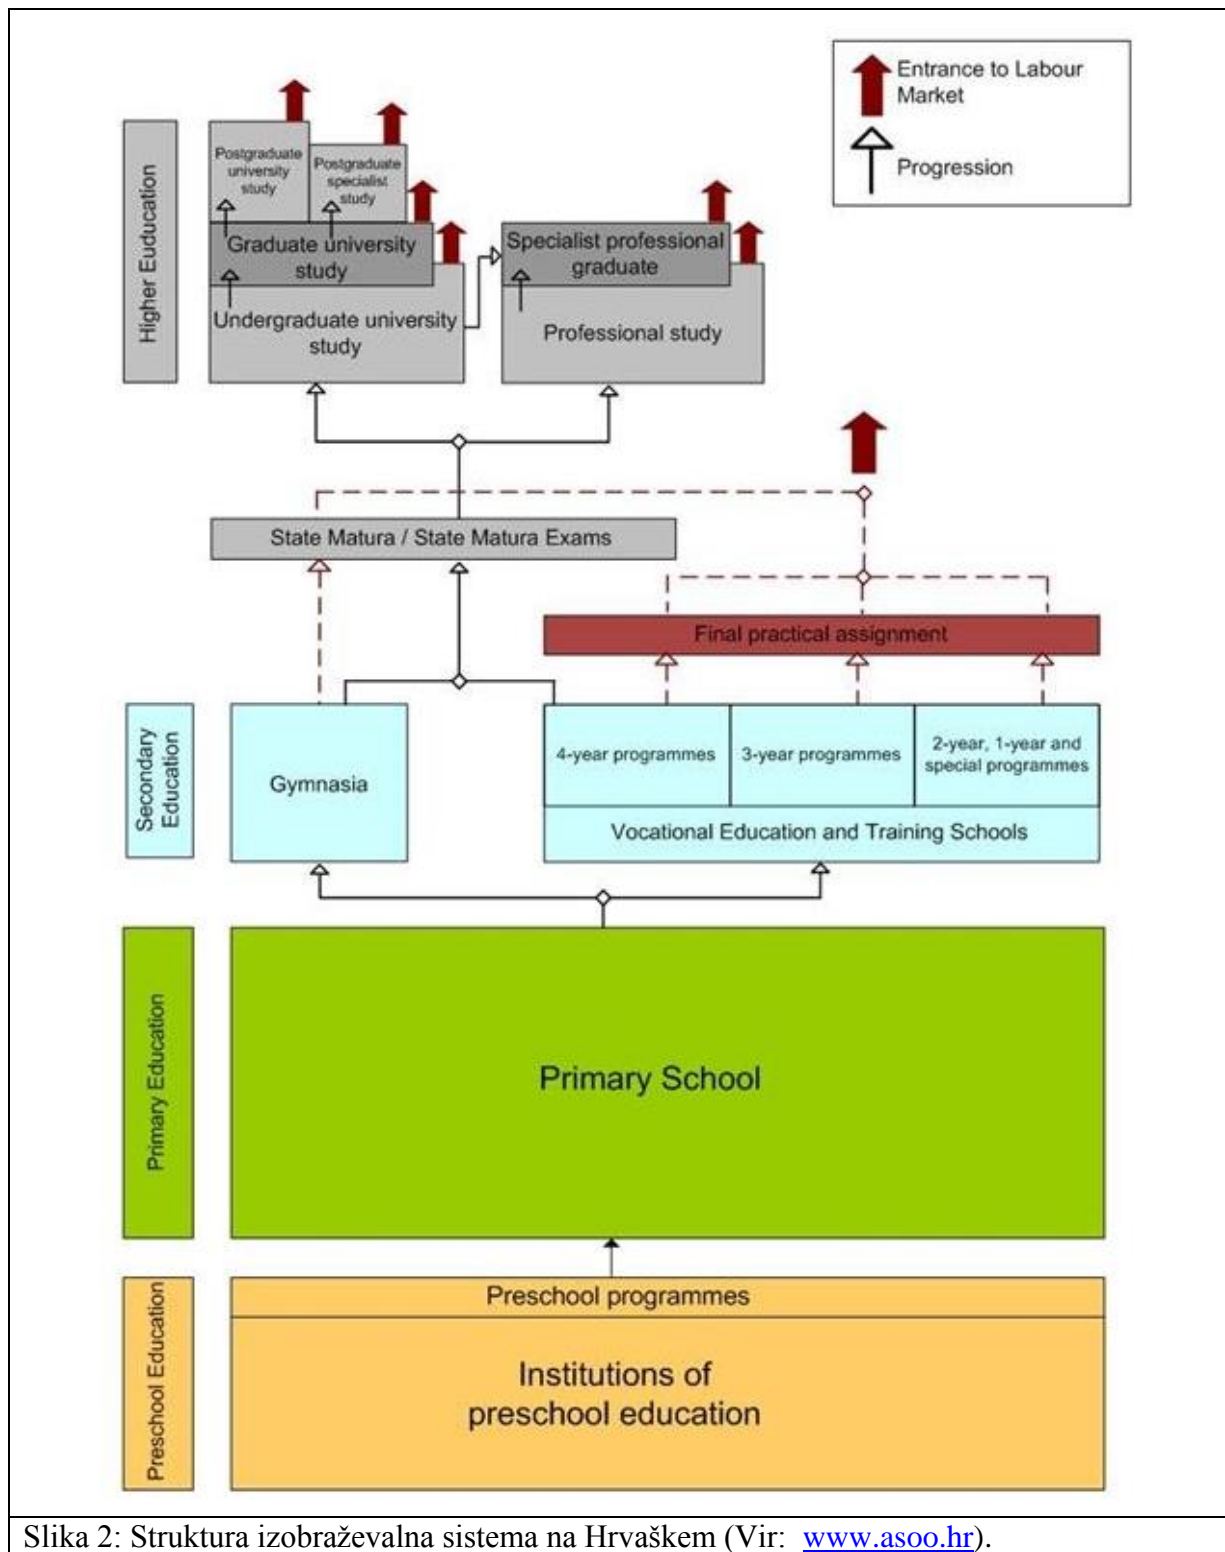 Entrance to Labour
Market
Progression
Higher Euducation
Postgraduate
university
study
Postgraduate
specialist
study
Graduate university
study
Undergraduate university
study
Specialist professional
graduate
Professional study
State Matura / State Matura Exams
Final practical assignment
Secondary
Education
Gymnasia
4-year programmes
3-year programmes
2-year, 1-year and
special programmes
Vocational Education and Training Schools
Primary Education
Primary School
Preschool Education
Preschool programmes
Institutions of
preschool education
Slika 2: Struktura izobraževalna sistema na Hrvaškem (Vir: www.asoo.hr).